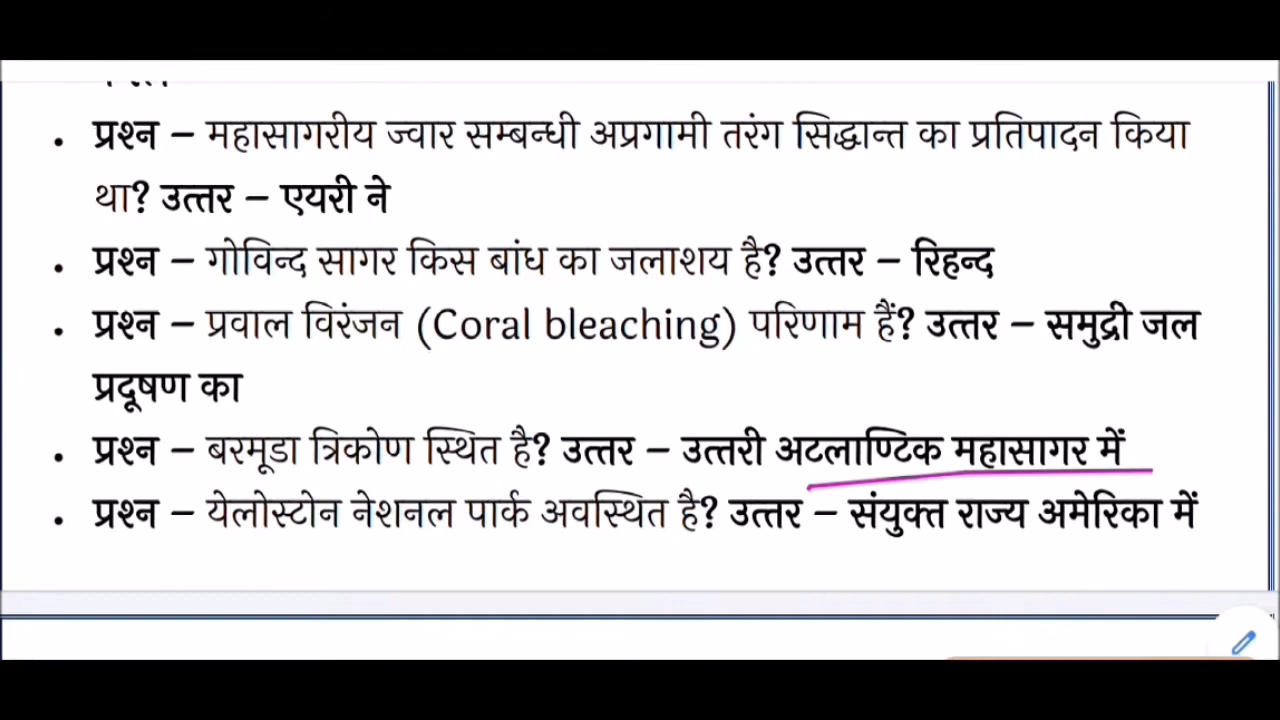 • प्रश्न – महासागरीय ज्वार सम्बन्धी अप्रगामी तरंग सिद्धान्त का प्रतिपादन किया
था? उत्तर – एयरी ने
• प्रश्न – गोविन्द सागर किस बांध का जलाशय है? उत्तर – रिहन्द
• प्रश्न – प्रवाल विरंजन (Coral bleaching) परिणाम हैं? उत्तर – समुद्री जल
प्रदूषण का
• प्रश्न – बरमूडा त्रिकोण स्थित है? उत्तर – उत्तरी अटलाण्टिक महासागर में
• प्रश्न – येलोस्टोन नेशनल पार्क अवस्थित है? उत्तर – संयुक्त राज्य अमेरिका में